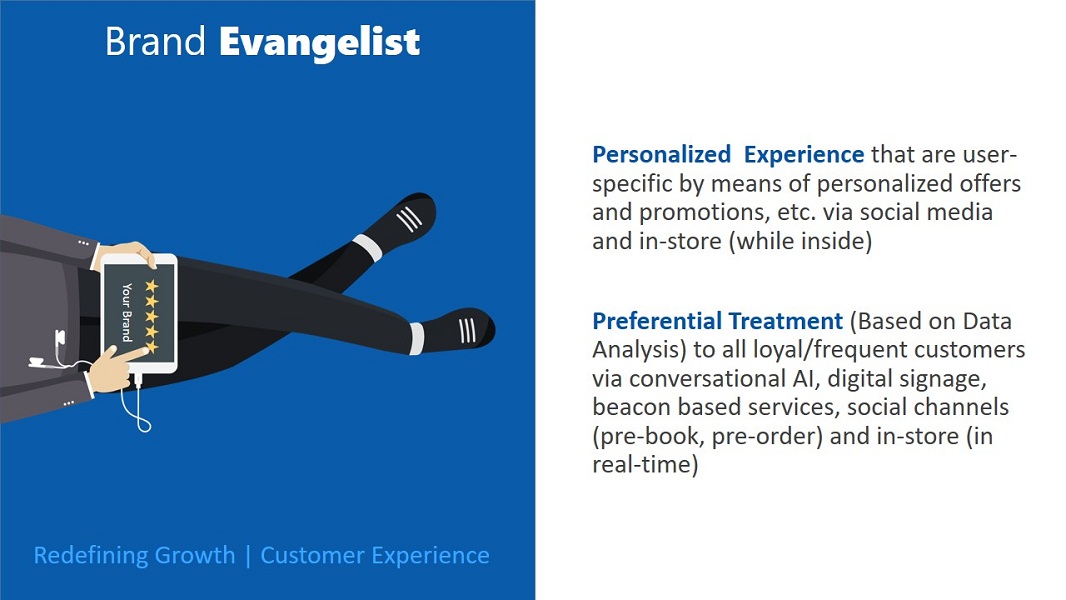 Brand Evangelist
Your Brand
Redefining Growth | Customer Experience
Personalized  Experience that are user-
specific by means of personalized offers
and promotions, etc. via social media
and in-store (while inside)
Preferential Treatment (Based on Data
Analysis) to all loyal/frequent customers
via conversational AI, digital signage,
beacon based services, social channels
(pre-book, pre-order) and in-store (in
real-time)